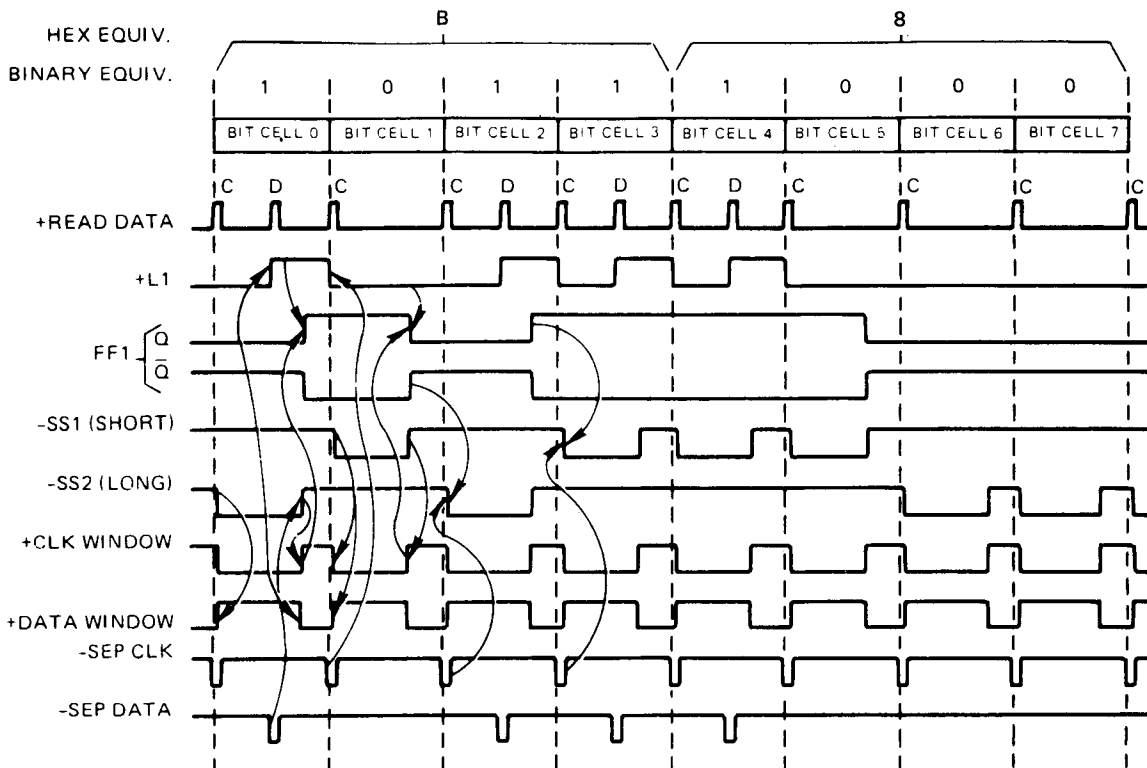 B 8
HEX EQUIV.
BINARY EQUIV.
1 0 1 1 1 0 0 0
BIT CELL 0 BIT CELL 1 BIT CELL 2 BIT CELL 3 BIT CELL 4 BIT CELL 5 BIT CELL 6 BIT CELL 7
C D C C D C D C D C C C C
+READ DATA
+L1
FF1 Q
Q̅
-SS1 (SHORT)
-SS2 (LONG)
+CLK WINDOW
+DATA WINDOW
-SEP CLK
-SEP DATA